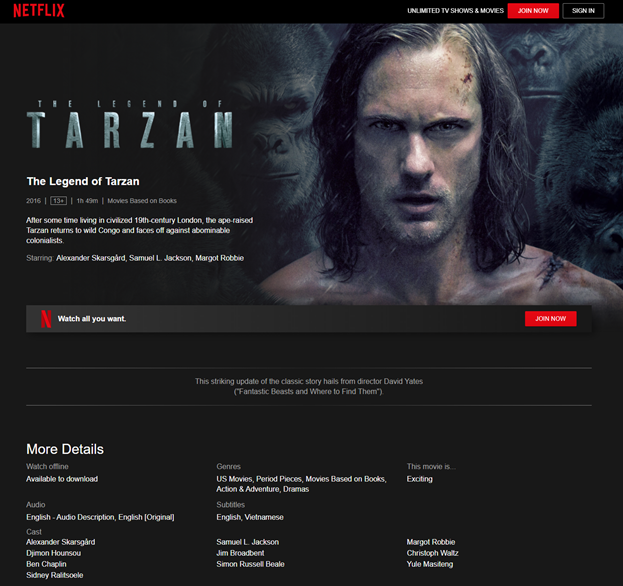 NETFLIX
UNLIMITED TV SHOWS & MOVIES
JOIN NOW
SIGN IN
THE LEGEND OF
TARZAN
The Legend of Tarzan
2016 | 13+ | 1h 49m | Movies Based on Books
After some time living in civilized 19th-century London, the ape-raised
Tarzan returns to wild Congo and faces off against abominable
colonialists.
Starring: Alexander Skarsgård, Samuel L. Jackson, Margot Robbie
N
Watch all you want.
JOIN NOW
This striking update of the classic story hails from director David Yates
("Fantastic Beasts and Where to Find Them").
More Details
Watch offline
Available to download
Genres
US Movies, Period Pieces, Movies Based on Books,
Action & Adventure, Dramas
This movie is...
Exciting
Audio
English - Audio Description, English [Original]
Subtitles
English, Vietnamese
Cast
Alexander Skarsgård
Samuel L. Jackson
Margot Robbie
Djimon Hounsou
Jim Broadbent
Christoph Waltz
Ben Chaplin
Simon Russell Beale
Yule Masiteng
Sidney Ralitsoele